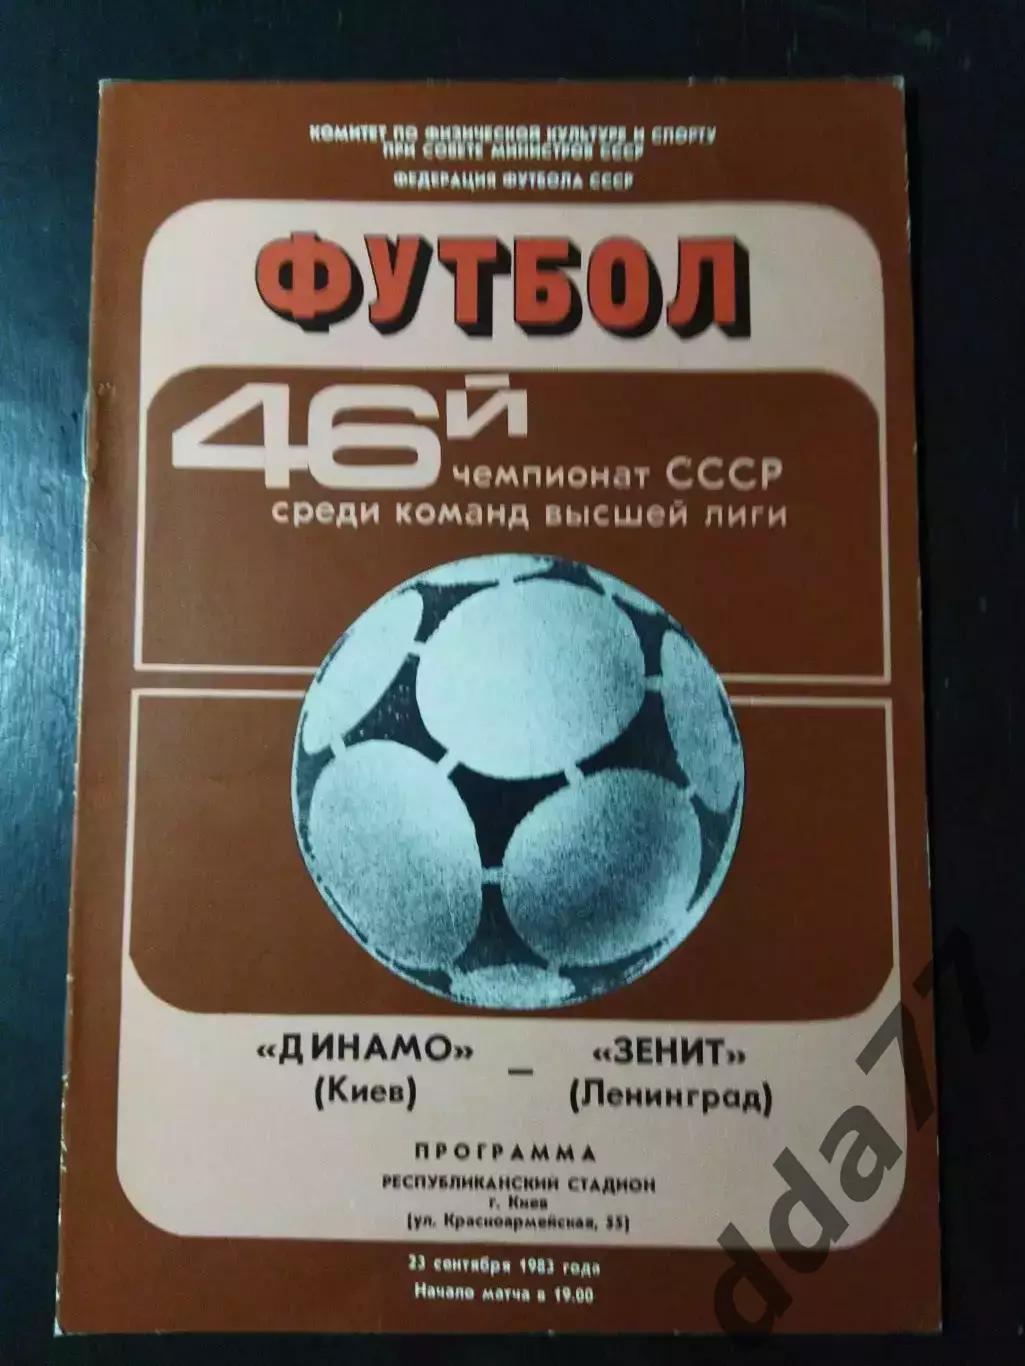 КОМИТЕТ ПО ФИЗИЧЕСКОЙ КУЛЬТУРЕ И СПОРТУ
ПРИ СОВЕТЕ МИНИСТРОВ СССР
ФЕДЕРАЦИЯ ФУТБОЛА СССР
ФУТБОЛ
46й
чемпионат СССР
среди команд высшей лиги
«ДИНАМО» – «ЗЕНИТ»
(Киев) (Ленинград)
ПРОГРАММА
РЕСПУБЛИКАНСКИЙ СТАДИОН
г. Киев
(ул. Красноармейская, 55)
23 сентября 1983 года
Начало матча в 19.00
dda77